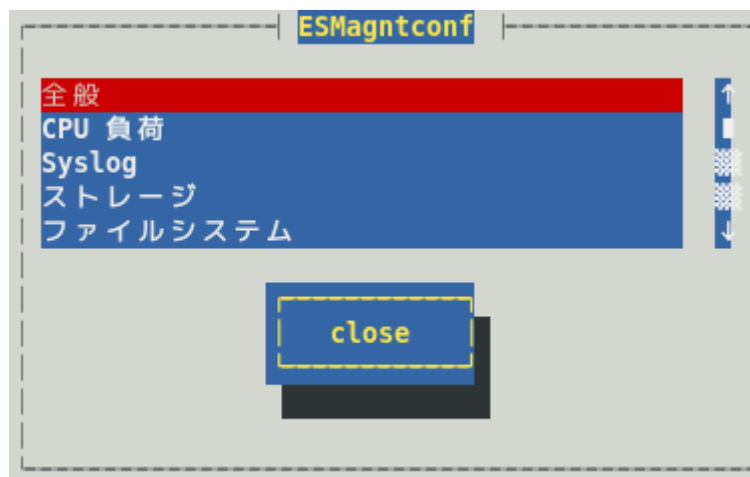 ESMagntconf
全般
CPU 負荷
Syslog
ストレージ
ファイルシステム
close